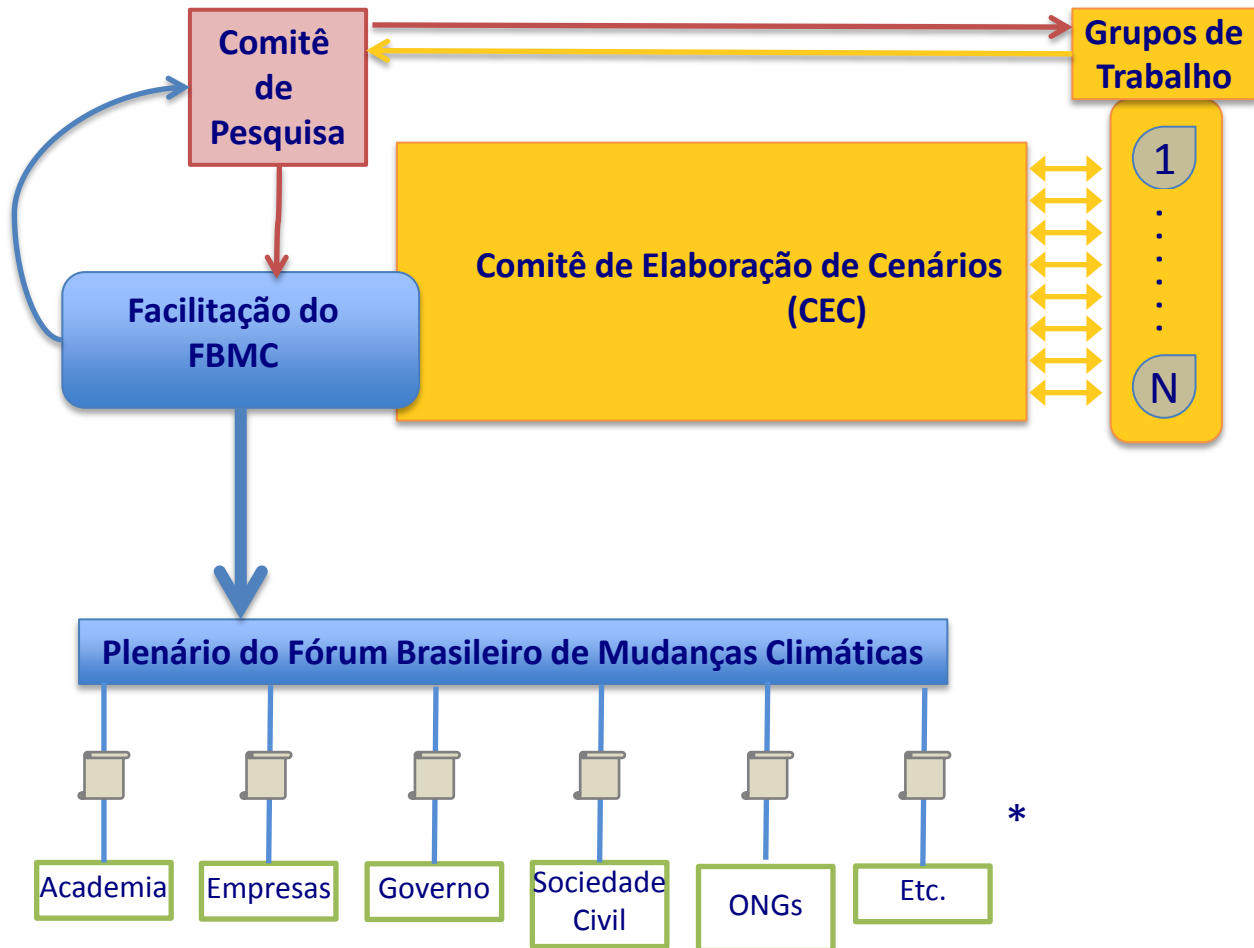 Comitê
de
Pesquisa
Grupos de
Trabalho
1
Comitê de Elaboração de Cenários
(CEC)
Facilitação do
FBMC
N
Plenário do Fórum Brasileiro de Mudanças Climáticas
*
Academia
Empresas
Governo
Sociedade
Civil
ONGs
Etc.